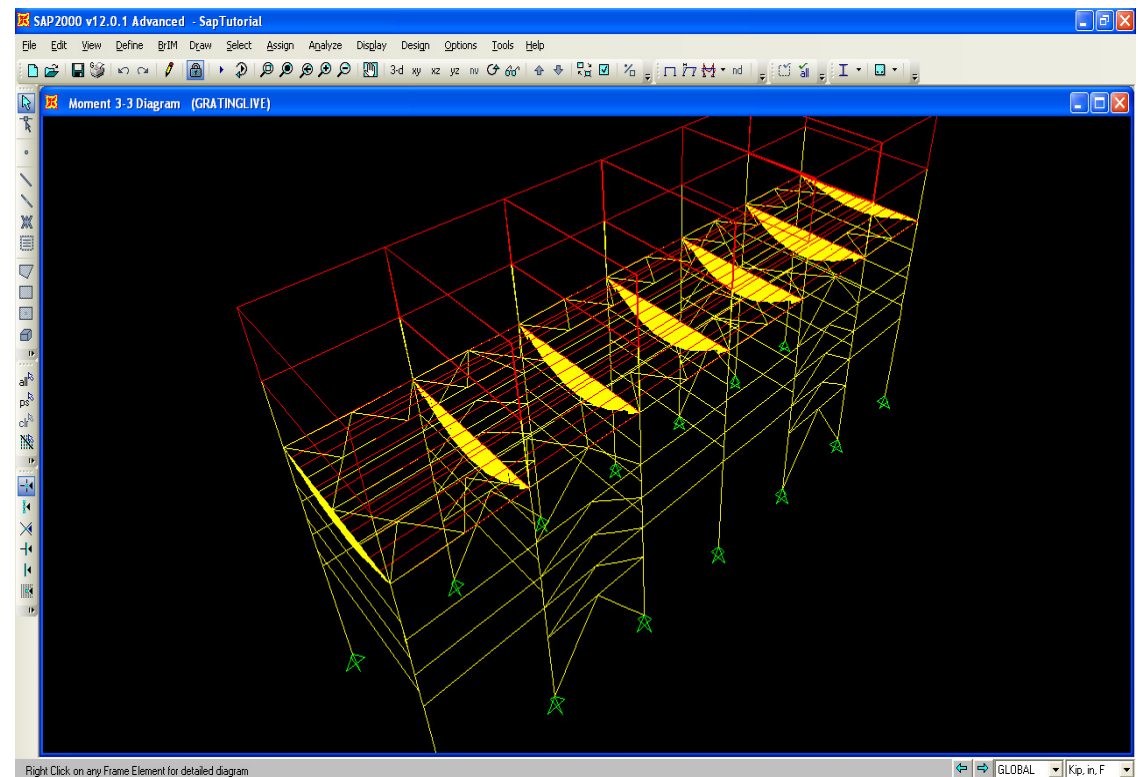 SAP2000 v12.0.1 Advanced - SapTutorial
File Edit View Define BrIM Draw Select Assign Analyze Display Design Options Tools Help
3-d xy xz yz nv nd all
Moment 3-3 Diagram (GRATINGLIVE)
all
ps
clr
Right Click on any Frame Element for detailed diagram
GLOBAL Kip, in, F